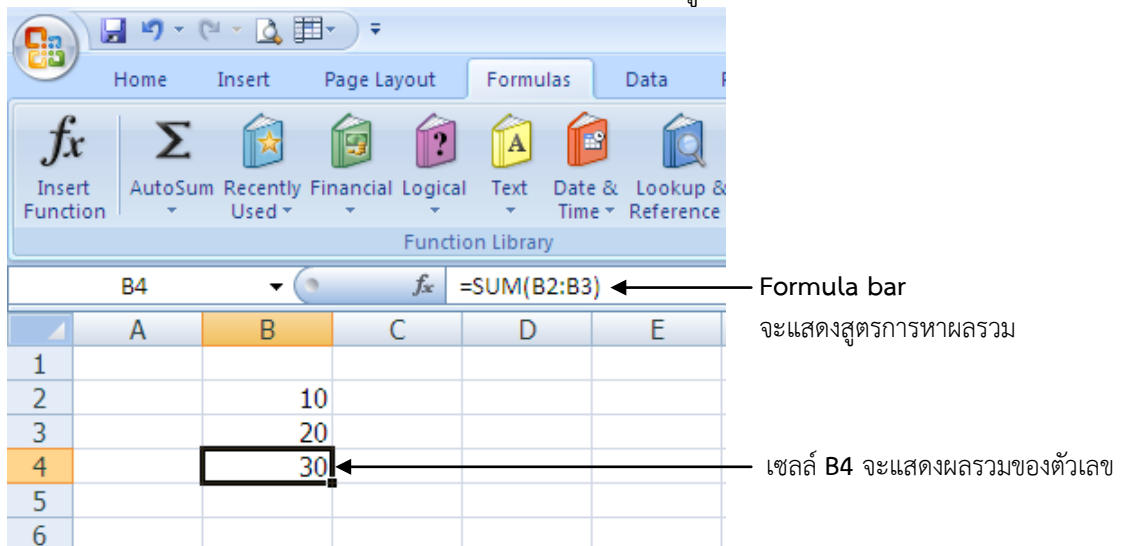 Home Insert Page Layout Formulas Data
fx Σ ? A
Insert Function AutoSum Recently Used Financial Logical Text Date & Time Lookup & Reference
Function Library
B4 fx =SUM(B2:B3) Formula bar
จะแสดงสูตรการหาผลรวม
A B C D E
1
2 10
3 20
4 30 เซลล์ B4 จะแสดงผลรวมของตัวเลข
5
6